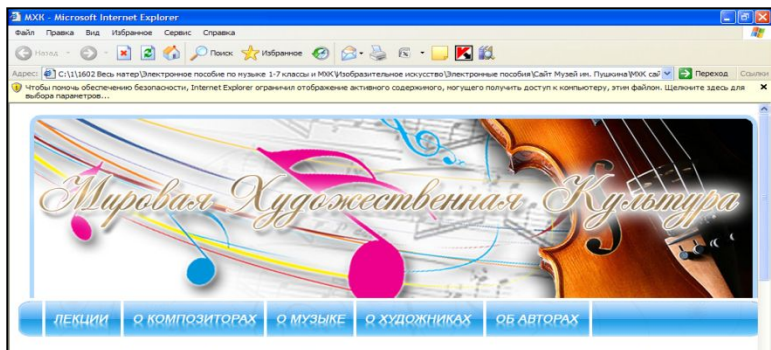 МХК - Microsoft Internet Explorer
Файл Правка Вид Избранное Сервис Справка
Назад Поиск Избранное
Адрес: C:\1\1602 Весь матер\Электронное пособие по музыке 1-7 классы и МХК\Изобразительное искусство\Электронные пособия\Сайт Музей им. Пушкина\МХК сай Переход Ссылки
Чтобы помочь обеспечению безопасности, Internet Explorer ограничил отображение активного содержимого, могущего получить доступ к компьютеру, этим файлом. Щелкните здесь для
выбора параметров...
Мировая Художественная Культура
ЛЕКЦИИ О КОМПОЗИТОРАХ О МУЗЫКЕ О ХУДОЖНИКАХ ОБ АВТОРАХ